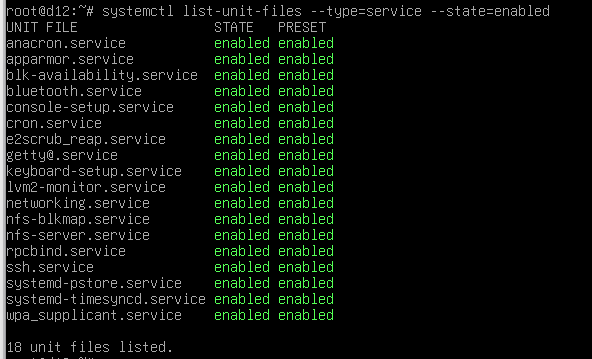 root@d12:~# systemctl list-unit-files --type=service --state=enabled
UNIT FILE STATE PRESET
anacron.service enabled enabled
apparmor.service enabled enabled
blk-availability.service enabled enabled
bluetooth.service enabled enabled
console-setup.service enabled enabled
cron.service enabled enabled
e2scrub_reap.service enabled enabled
getty@.service enabled enabled
keyboard-setup.service enabled enabled
lvm2-monitor.service enabled enabled
networking.service enabled enabled
nfs-blkmap.service enabled enabled
nfs-server.service enabled enabled
rpcbind.service enabled enabled
ssh.service enabled enabled
systemd-pstore.service enabled enabled
systemd-timesyncd.service enabled enabled
wpa_supplicant.service enabled enabled
18 unit files listed.